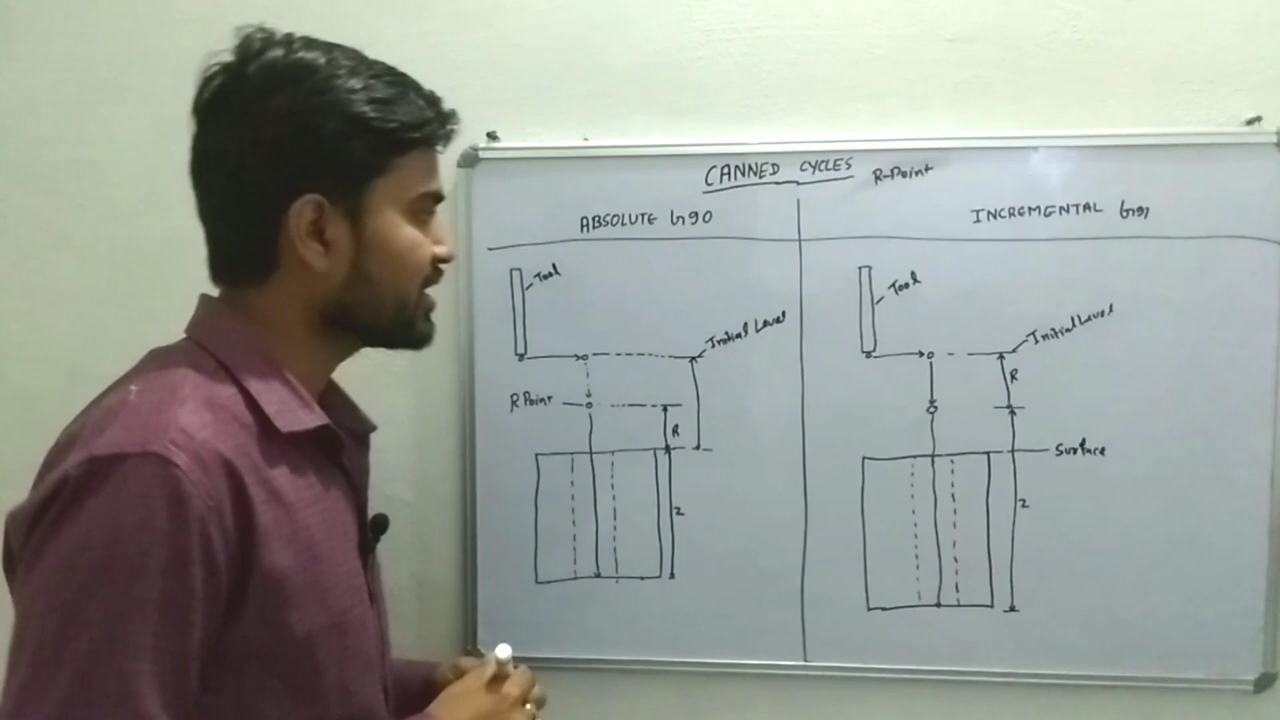 CANNED CYCLES R-Point
ABSOLUTE G90
Tool
Initial Level
R Point
R
Z
INCREMENTAL G91
Tool
Initial Level
R
Surface
Z